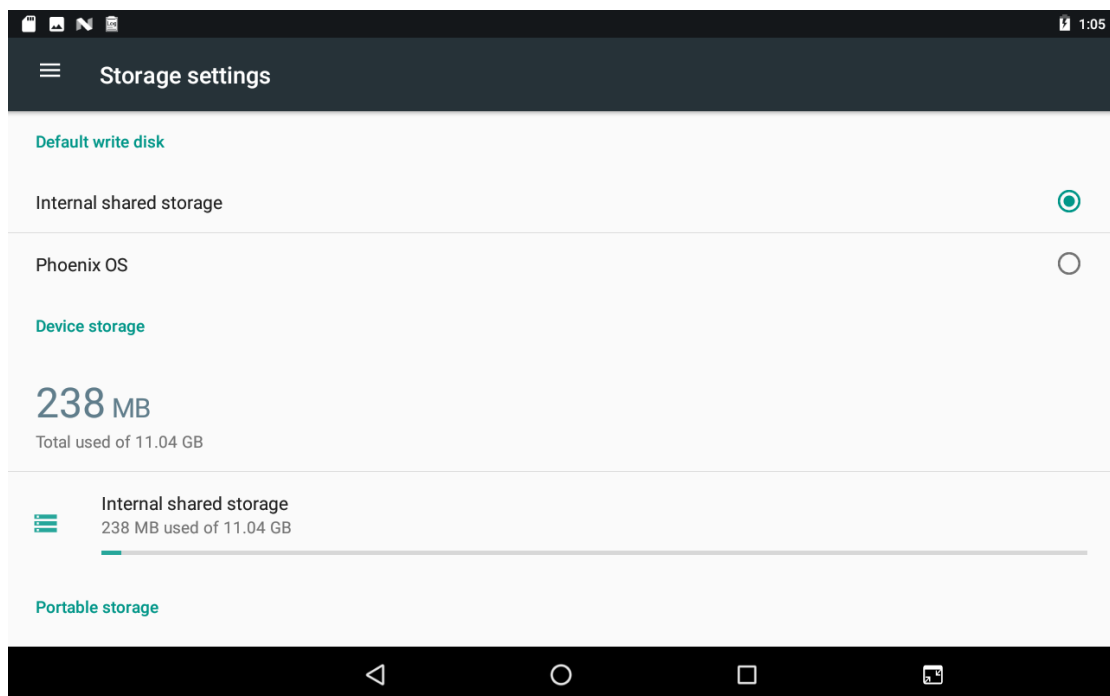 1:05
Storage settings
Default write disk
Internal shared storage
Phoenix OS
Device storage
238 MB
Total used of 11.04 GB
Internal shared storage
238 MB used of 11.04 GB
Portable storage